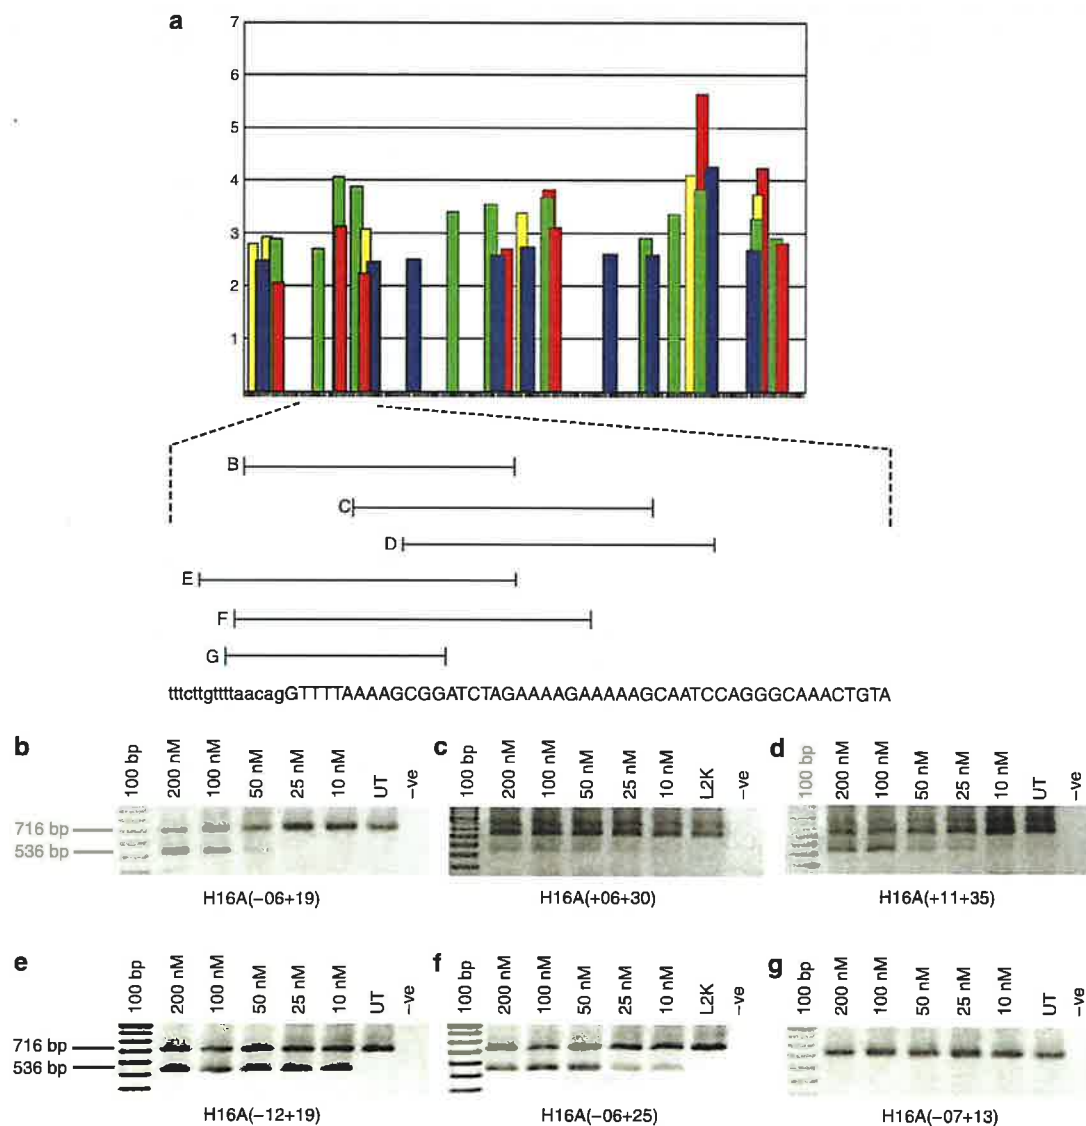 a
7
6
5
4
3
2
1
B
C
D
E
F
G
tttcttgttttaacagGTTTTAAAAGCGGATCTAGAAAAGAAAAAGCAATCCAGGGCAAACTGTA
b
100 bp 200 nM 100 nM 50 nM 25 nM 10 nM UT −ve
716 bp
536 bp
H16A(−06+19)
c
100 bp 200 nM 100 nM 50 nM 25 nM 10 nM L2K −ve
H16A(+06+30)
d
100 bp 200 nM 100 nM 50 nM 25 nM 10 nM UT −ve
H16A(+11+35)
e
100 bp 200 nM 100 nM 50 nM 25 nM 10 nM UT −ve
716 bp
536 bp
H16A(−12+19)
f
100 bp 200 nM 100 nM 50 nM 25 nM 10 nM L2K −ve
H16A(−06+25)
g
100 bp 200 nM 100 nM 50 nM 25 nM 10 nM UT −ve
H16A(−07+13)